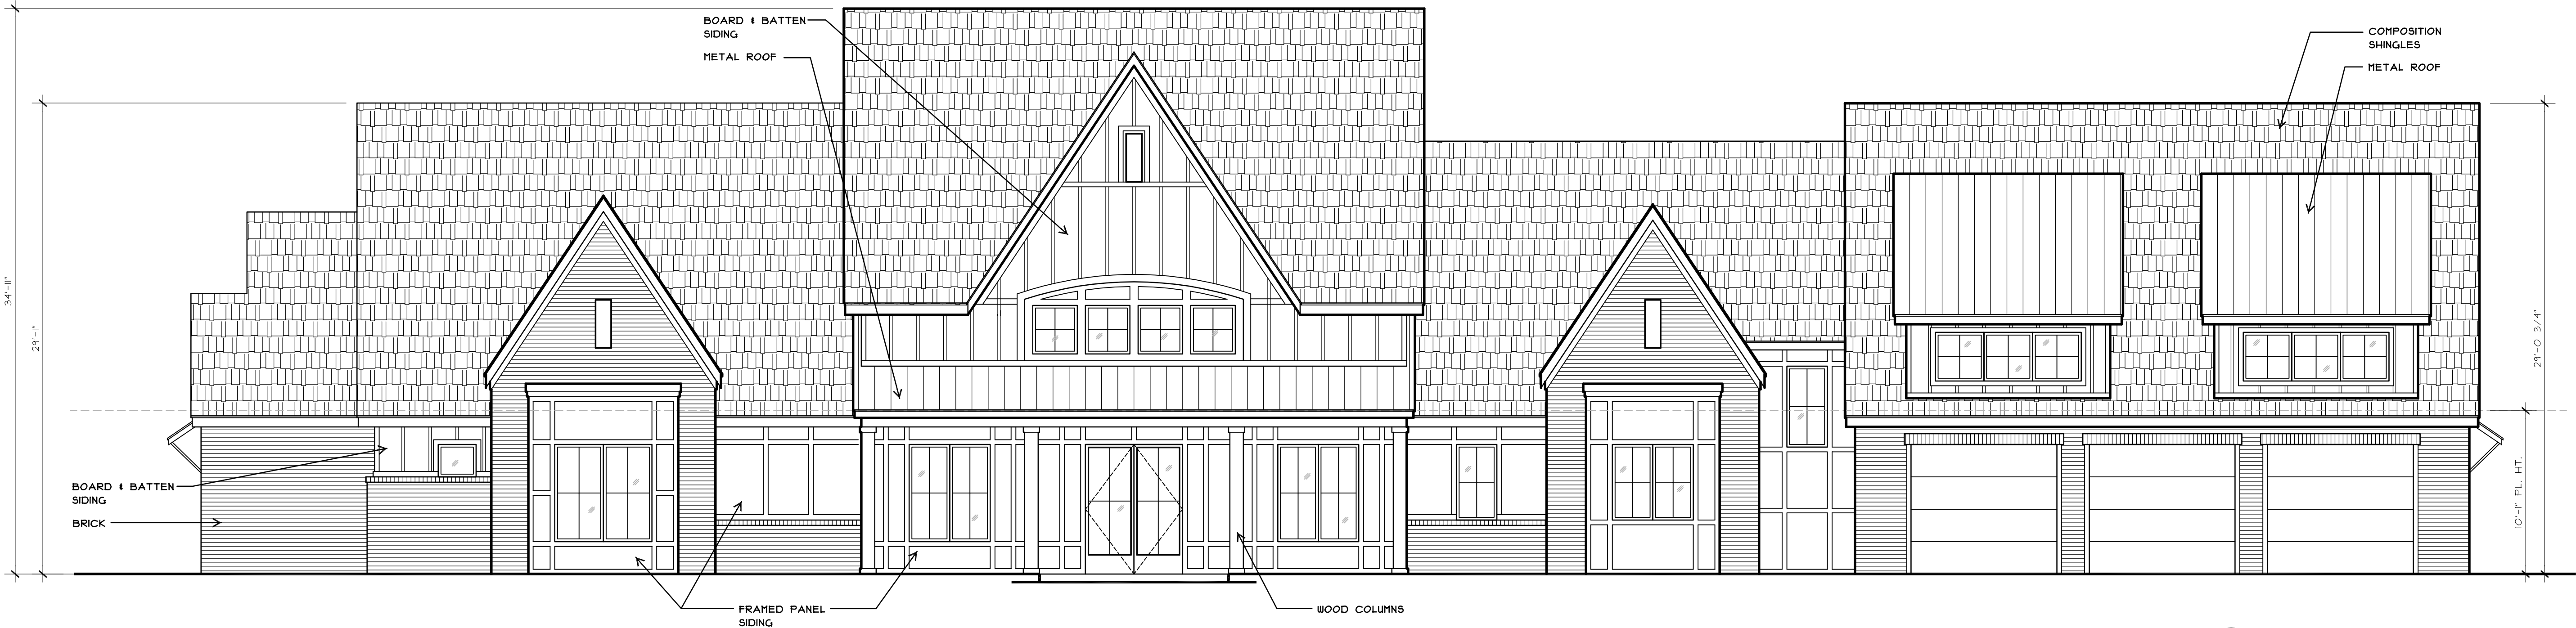 BOARD & BATTEN
SIDING
METAL ROOF
COMPOSITION
SHINGLES
METAL ROOF
34'-11"
29'-1"
29'-0 3/4"
10'-1" PL. HT.
BOARD & BATTEN
SIDING
BRICK
FRAMED PANEL
SIDING
WOOD COLUMNS